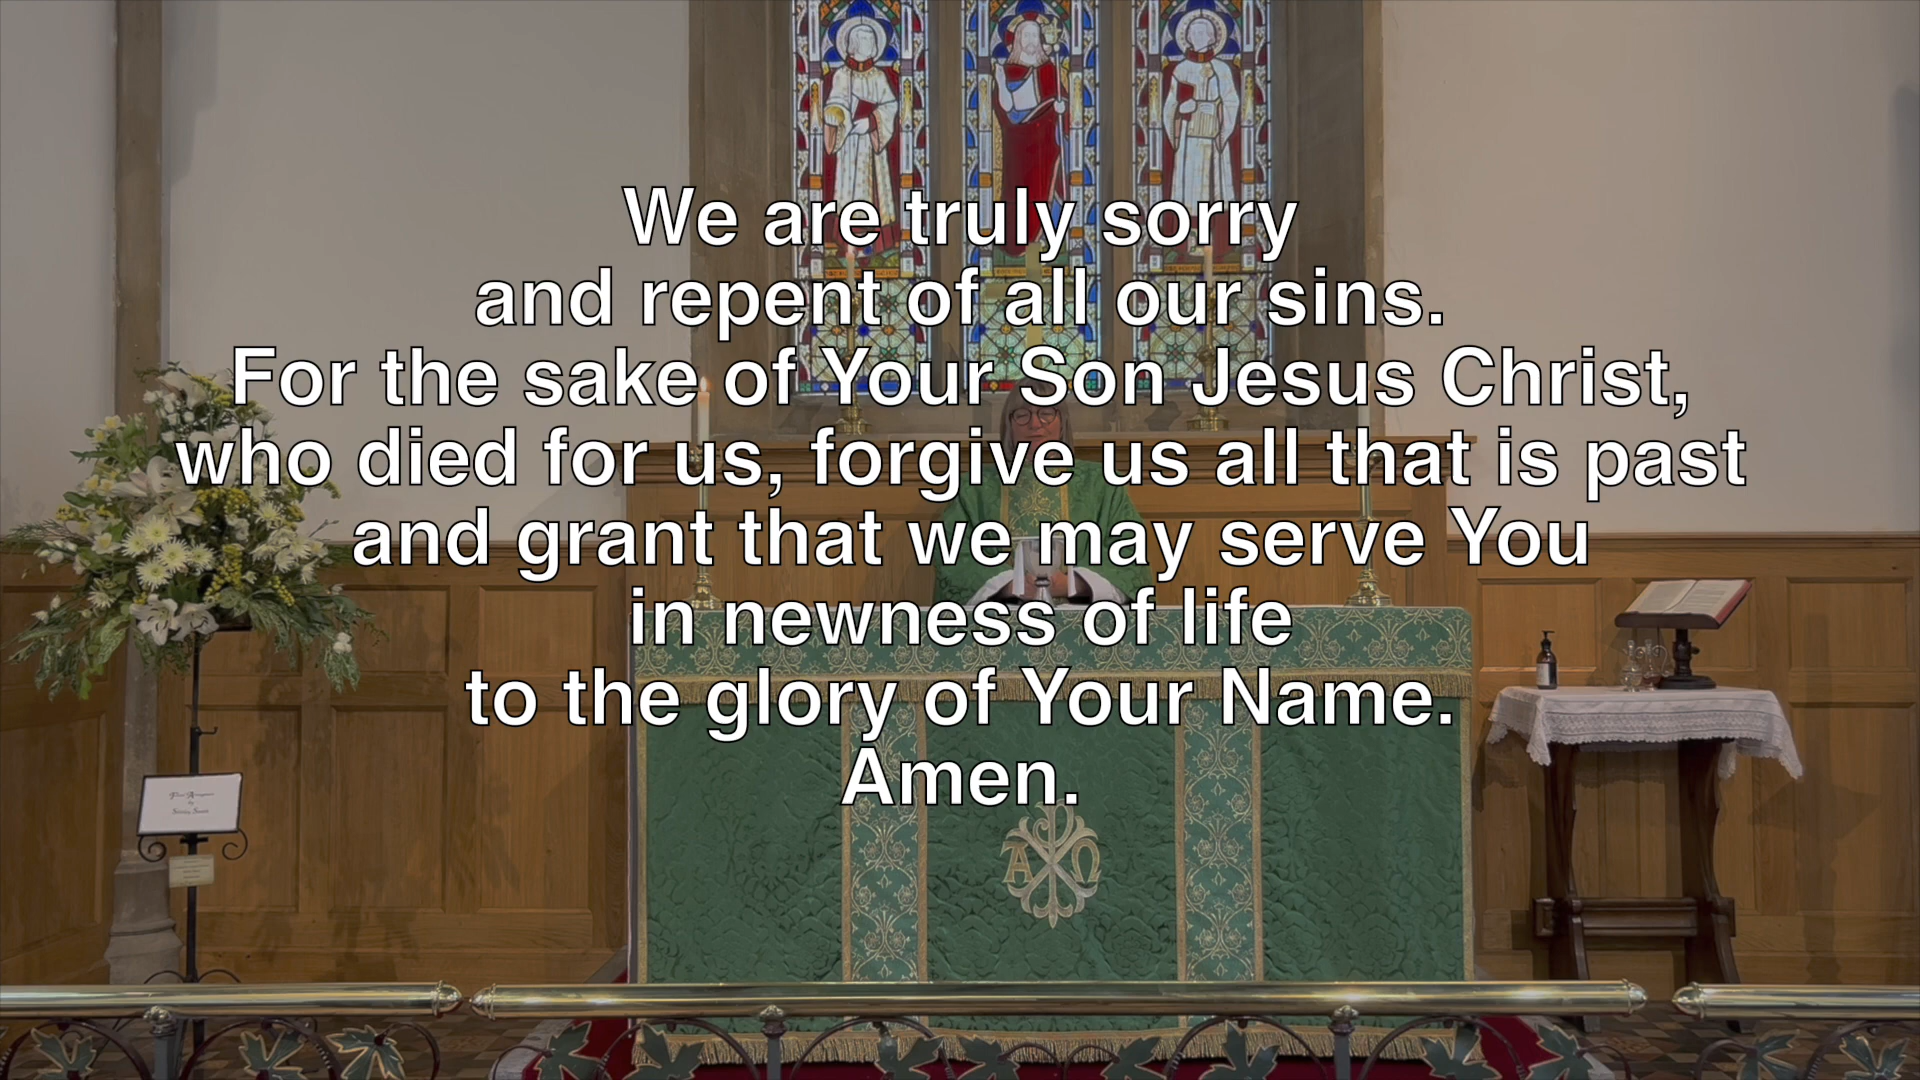 We are truly sorry
and repent of all our sins.
For the sake of Your Son Jesus Christ,
who died for us, forgive us all that is past
and grant that we may serve You
in newness of life
to the glory of Your Name.
Amen.
Α Ω